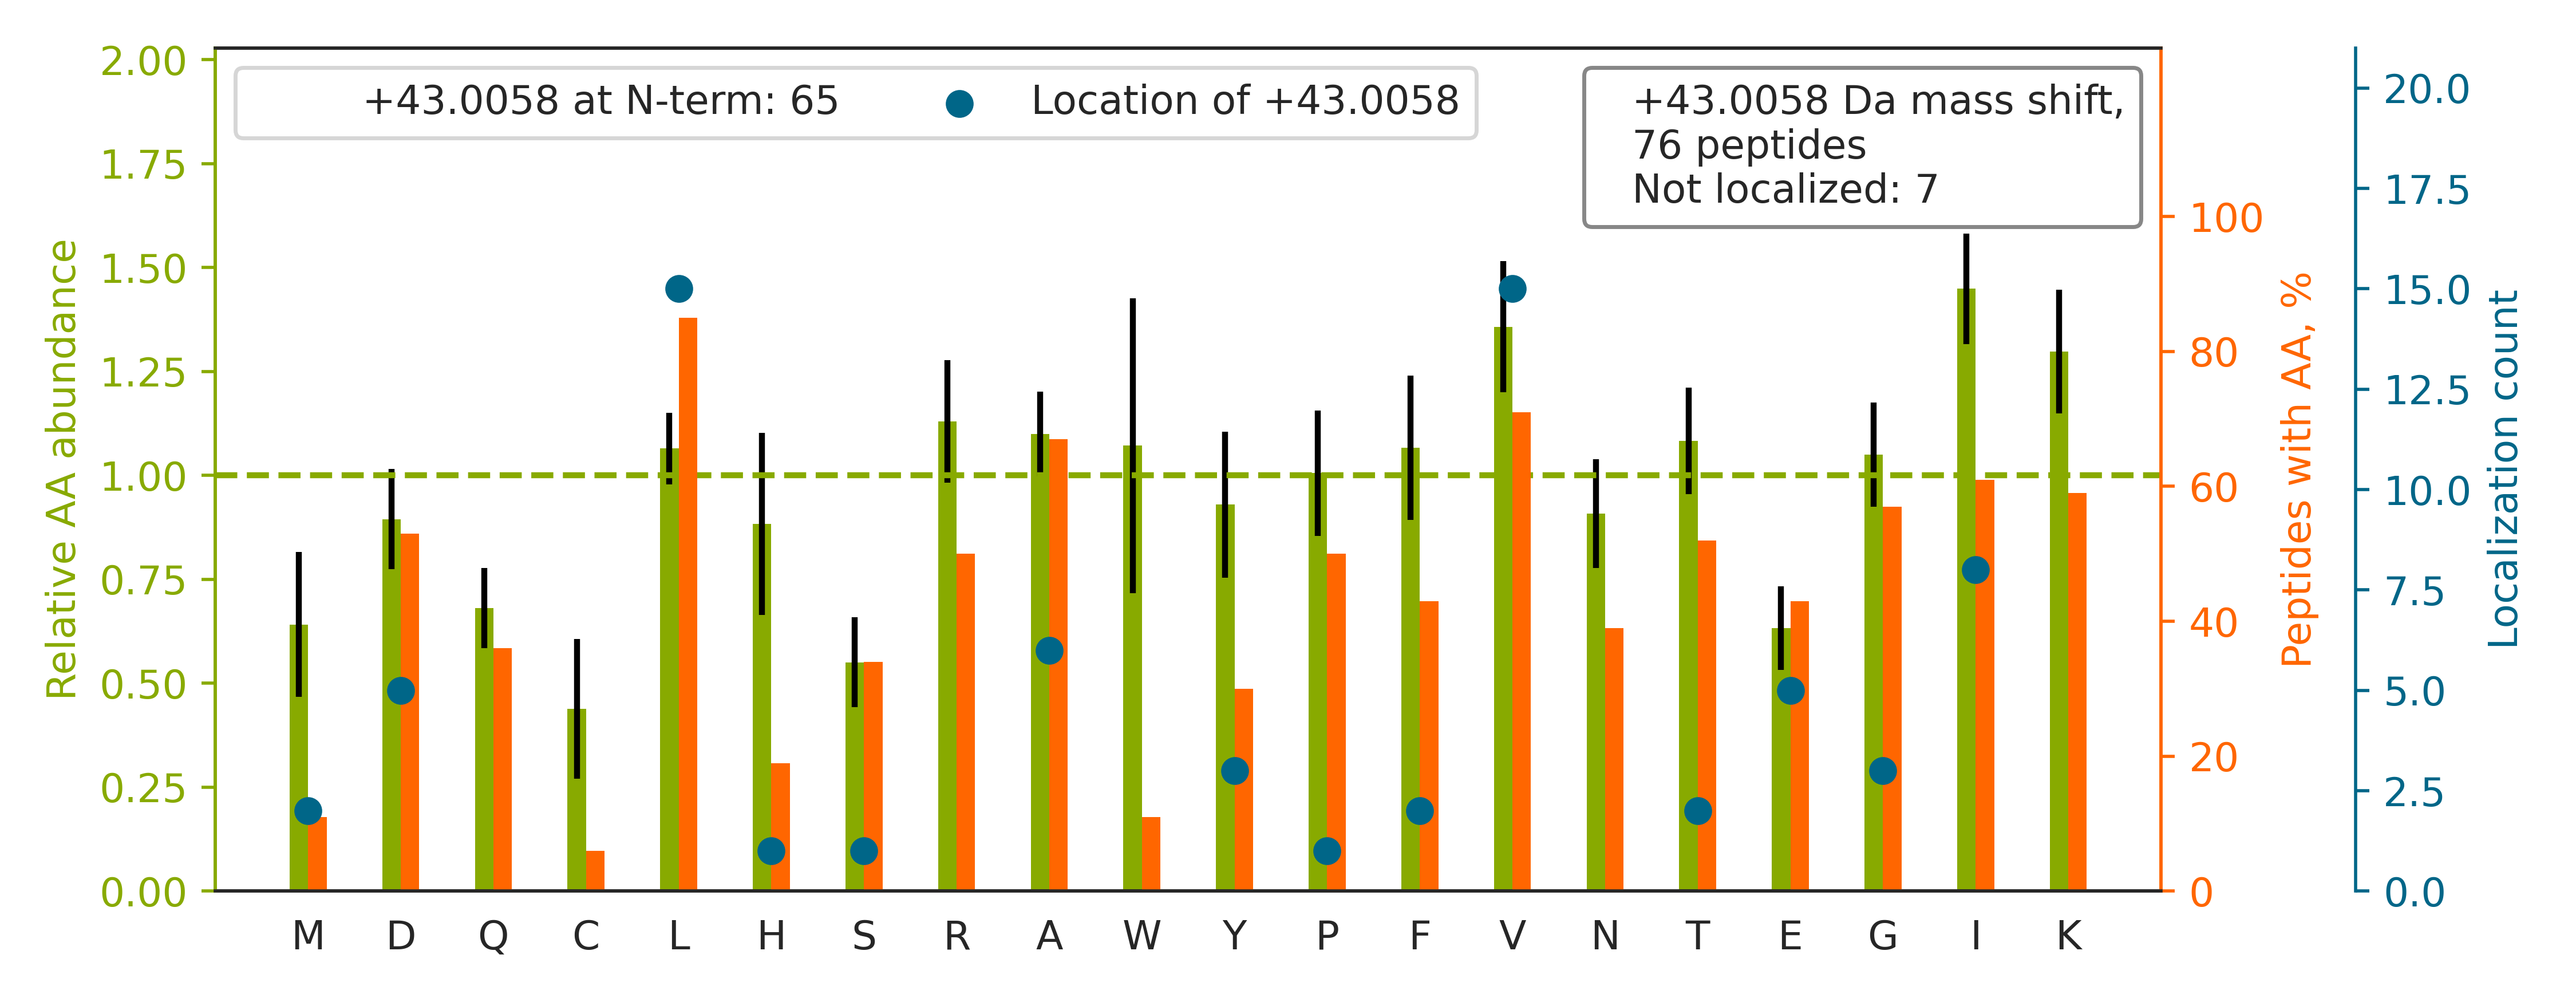 +43.0058 at N-term: 65
Location of +43.0058
+43.0058 Da mass shift,
76 peptides
Not localized: 7
Relative AA abundance
2.00
1.75
1.50
1.25
1.00
0.75
0.50
0.25
0.00
M D Q C L H S R A W Y P F V N T E G I K
100
80
60
40
20
0
Peptides with AA, %
20.0
17.5
15.0
12.5
10.0
7.5
5.0
2.5
0.0
Localization count